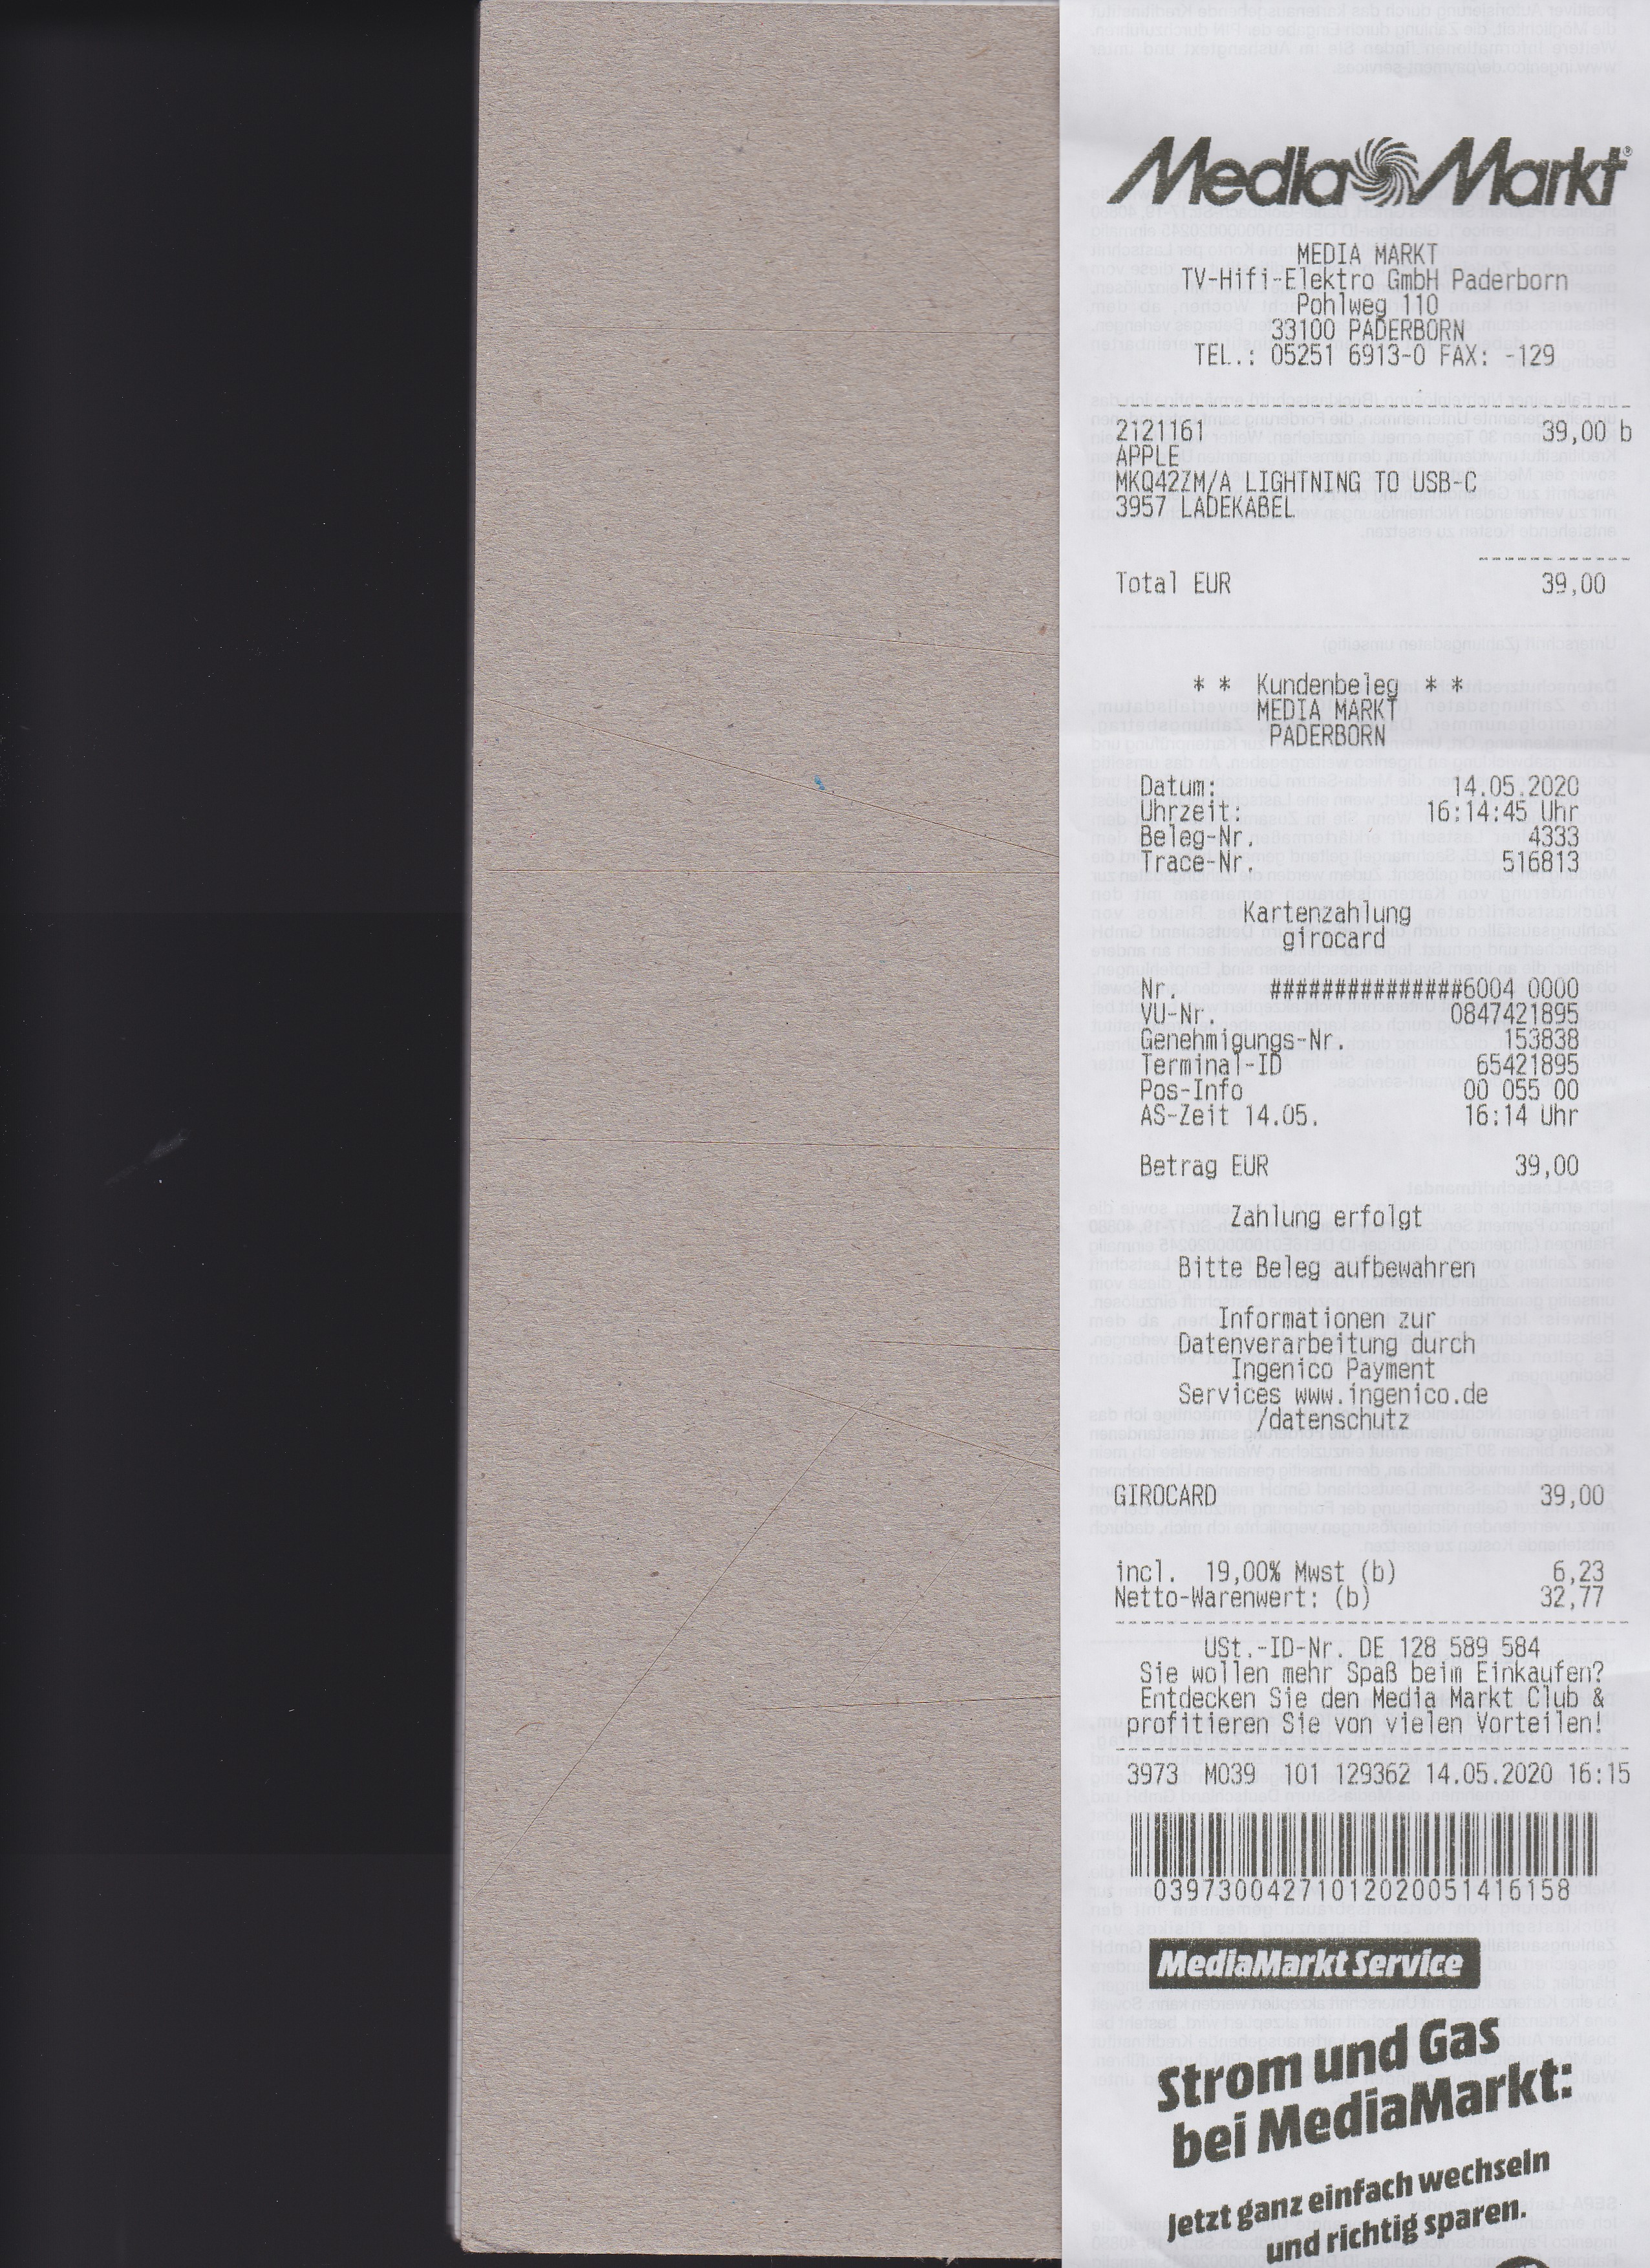 Media Markt®
MEDIA MARKT
TV-Hifi-Elektro GmbH Paderborn
Pohlweg 110
33100 PADERBORN
TEL.: 05251 6913-0 FAX: -129
2121161 39,00 b
APPLE
MKQ42ZM/A LIGHTNING TO USB-C
3957 LADEKABEL
Total EUR 39,00
* * Kundenbeleg * *
MEDIA MARKT
PADERBORN
Datum: 14.05.2020
Uhrzeit: 16:14:45 Uhr
Beleg-Nr. 4333
Trace-Nr. 516813
Kartenzahlung
girocard
Nr. ###############6004 0000
VU-Nr. 0847421895
Genehmigungs-Nr. 153838
Terminal-ID 65421895
Pos-Info 00 055 00
AS-Zeit 14.05. 16:14 Uhr
Betrag EUR 39,00
Zahlung erfolgt
Bitte Beleg aufbewahren
Informationen zur
Datenverarbeitung durch
Ingenico Payment
Services www.ingenico.de
/datenschutz
GIROCARD 39,00
incl. 19,00% Mwst (b) 6,23
Netto-Warenwert: (b) 32,77
USt.-ID-Nr. DE 128 589 584
Sie wollen mehr Spaß beim Einkaufen?
Entdecken Sie den Media Markt Club &
profitieren Sie von vielen Vorteilen!
3973 M039 101 129362 14.05.2020 16:15
03973004271012020051416158
MediaMarkt Service
Strom und Gas
bei MediaMarkt:
Jetzt ganz einfach wechseln
und richtig sparen.